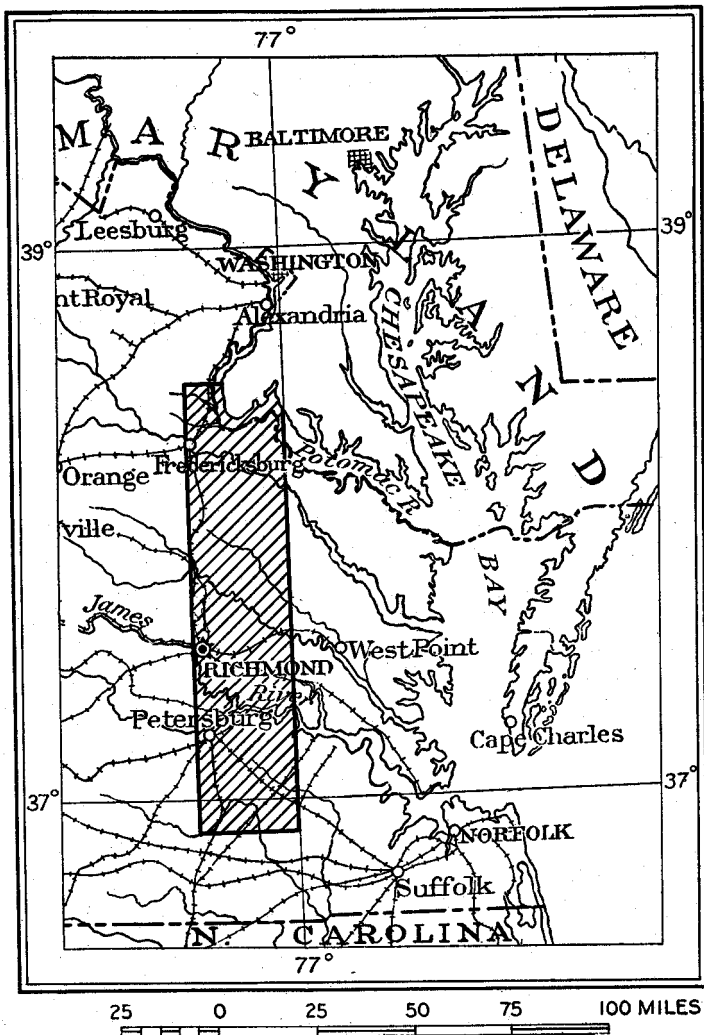 77°
MARYLAND
BALTIMORE
DELAWARE
Leesburg
39°
39°
WASHINGTON
nt Royal
Alexandria
CHESAPEAKE
BAY
Potomac R.
Orange
Fredericksburg
ville
James
River
West Point
RICHMOND
Petersburg
Cape Charles
37°
37°
NORFOLK
Suffolk
N. CAROLINA
77°
25 0 25 50 75 100 MILES